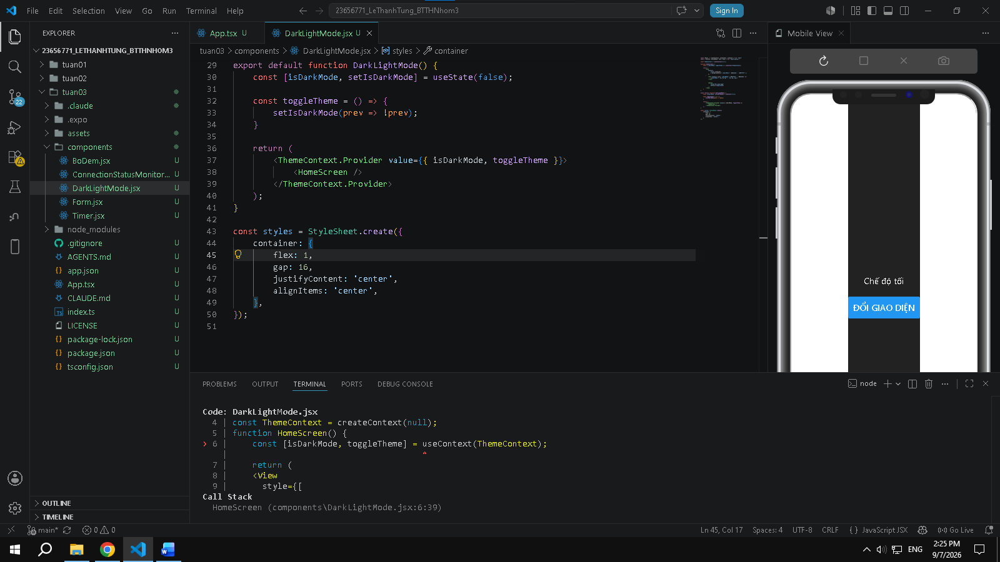 File Edit Selection View Go Run Terminal Help
23656771_LeThanhTung_BTTHNhom3
Sign In
EXPLORER
23656771_LETHANHTUNG_BTTHNHOM3
tuan01
tuan02
tuan03
.claude
.expo
assets
components
BoDem.jsx U
ConnectionStatusMonitor... U
DarkLightMode.jsx U
Form.jsx U
Timer.jsx U
node_modules
.gitignore U
AGENTS.md U
{} app.json U
App.tsx U
CLAUDE.md U
TS index.ts U
LICENSE U
{} package-lock.json U
{} package.json U
{} tsconfig.json U
OUTLINE
TIMELINE
22
App.tsx U
DarkLightMode.jsx U
tuan03 > components > DarkLightMode.jsx > styles > container
29 export default function DarkLightMode() {
30 const [isDarkMode, setIsDarkMode] = useState(false);
31
32 const toggleTheme = () => {
33 setIsDarkMode(prev => !prev);
34 }
35
36 return (
37 <ThemeContext.Provider value={{ isDarkMode, toggleTheme }}>
38 <HomeScreen />
39 </ThemeContext.Provider>
40 );
41 }
42
43 const styles = StyleSheet.create({
44 container: {
45 flex: 1,
46 gap: 16,
47 justifyContent: 'center',
48 alignItems: 'center',
49 },
50 });
51
Mobile View
Chế độ tối
ĐỔI GIAO DIỆN
PROBLEMS OUTPUT TERMINAL PORTS DEBUG CONSOLE
node
Code: DarkLightMode.jsx
4 | const ThemeContext = createContext(null);
5 | function HomeScreen() {
> 6 | const [isDarkMode, toggleTheme] = useContext(ThemeContext);
| ^
7 | return (
8 | <View
9 | style={[
Call Stack
HomeScreen (components\DarkLightMode.jsx:6:39)
main* 0 0
Ln 45, Col 17 Spaces: 4 UTF-8 CRLF {} JavaScript JSX Go Live
ENG
2:25 PM
9/7/2026